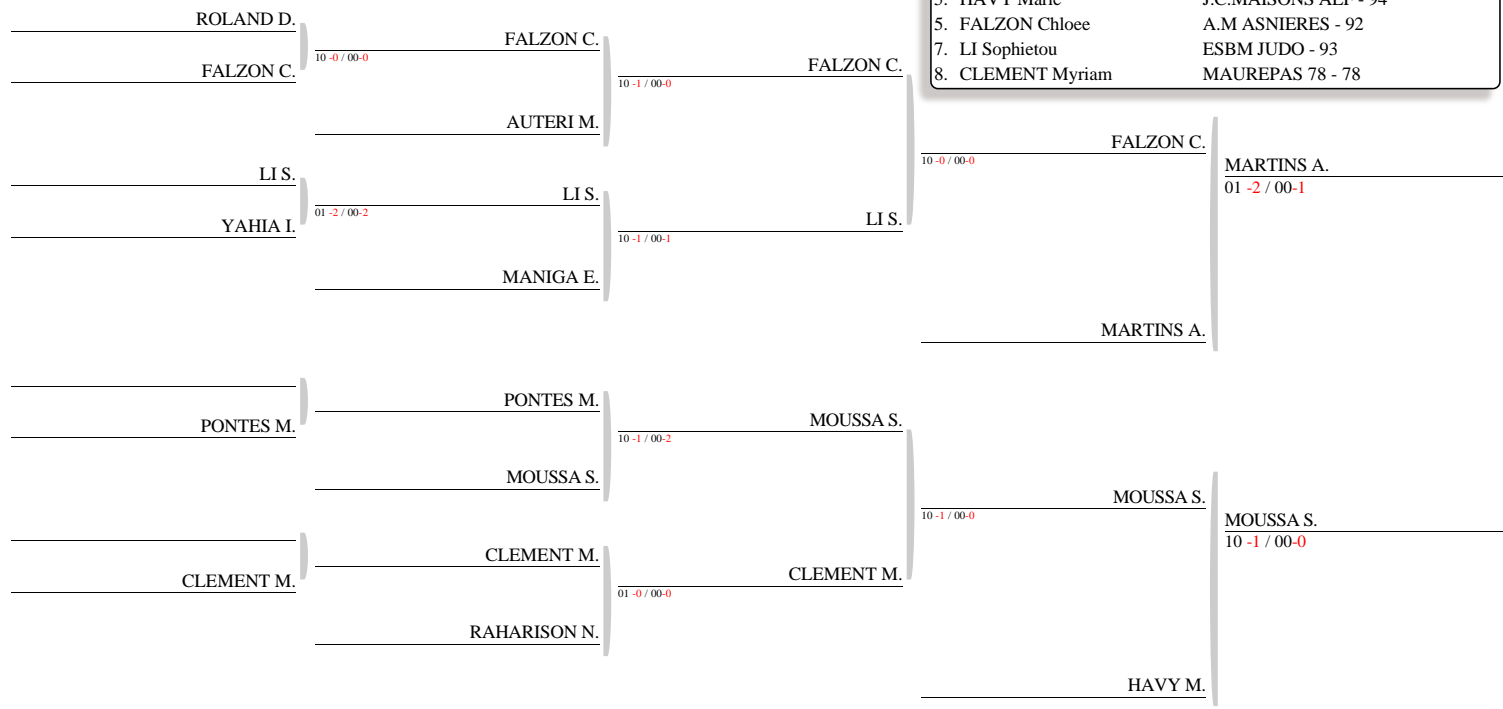 ROLAND D.
FALZON C.
LI S.
YAHIA I.
PONTES M.
CLEMENT M.
FALZON C.
10 -0 / 00-0
AUTERI M.
LI S.
01 -2 / 00-2
MANIGA E.
PONTES M.
MOUSSA S.
CLEMENT M.
RAHARISON N.
FALZON C.
10 -1 / 00-0
LI S.
10 -1 / 00-1
MOUSSA S.
10 -1 / 00-2
CLEMENT M.
01 -0 / 00-0
5. HAVY Marie J.C.MAISONS ALF - 94
5. FALZON Chloee A.M ASNIERES - 92
7. LI Sophietou ESBM JUDO - 93
8. CLEMENT Myriam MAUREPAS 78 - 78
FALZON C.
10 -0 / 00-0
MARTINS A.
MOUSSA S.
10 -1 / 00-0
HAVY M.
MARTINS A.
01 -2 / 00-1
MOUSSA S.
10 -1 / 00-0